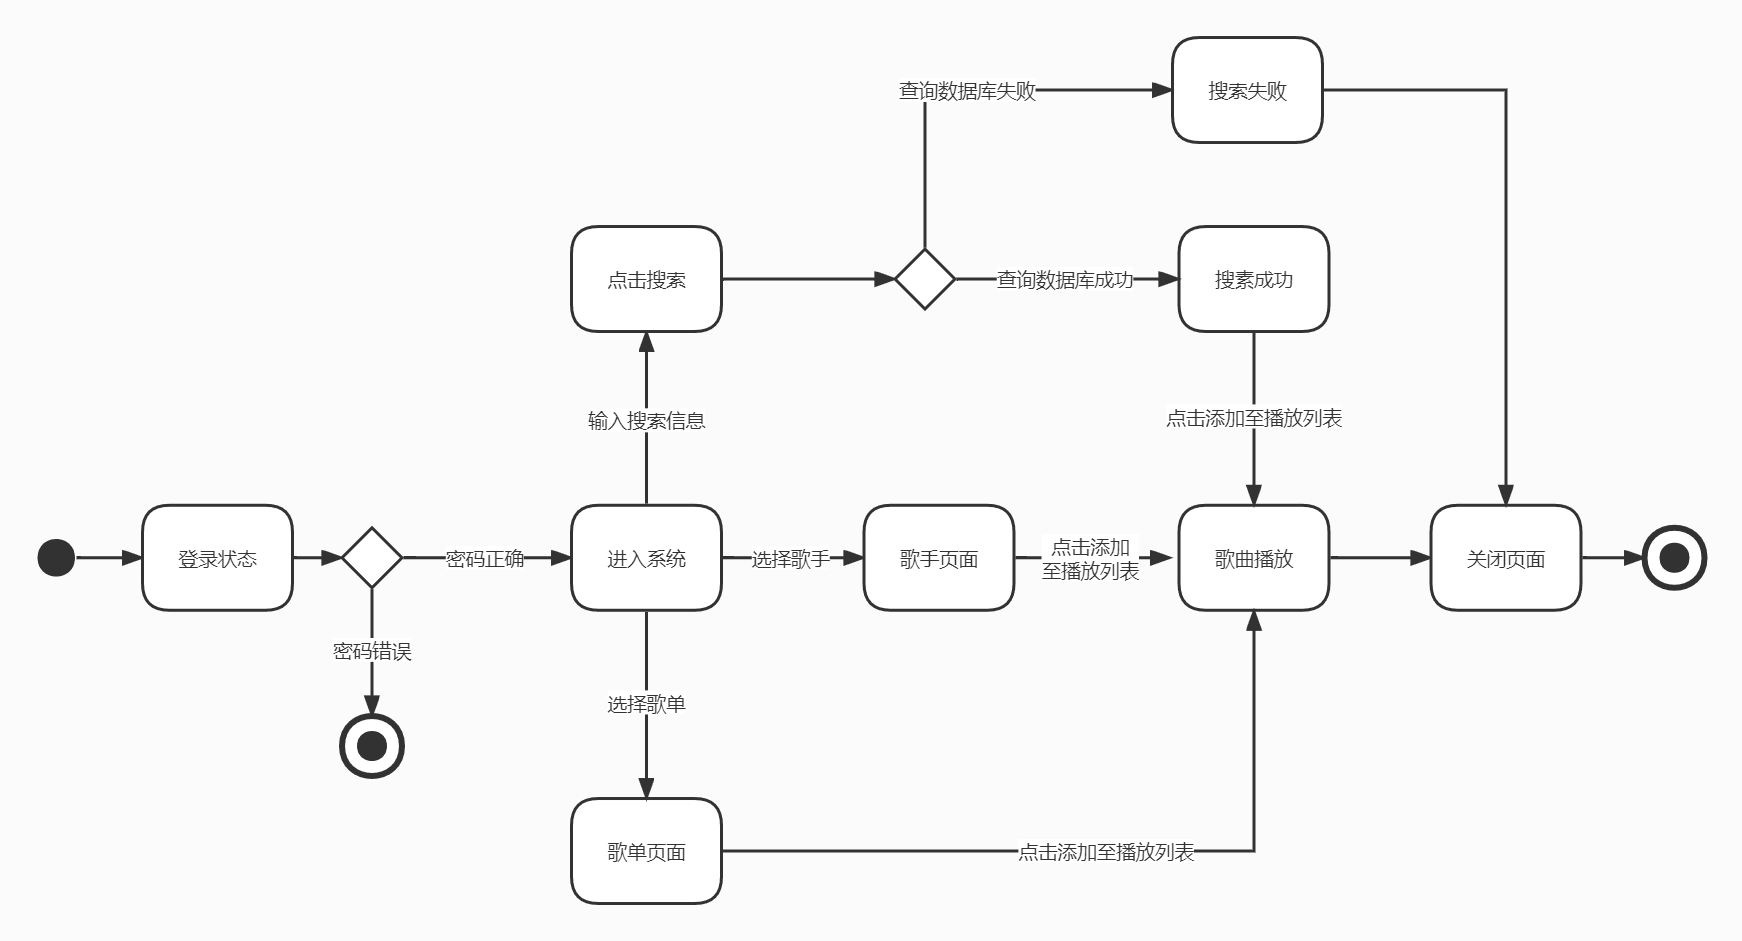 查询数据库失败
搜索失败
点击搜索
查询数据库成功
搜素成功
输入搜索信息
点击添加至播放列表
登录状态
密码正确
进入系统
选择歌手
歌手页面
点击添加
至播放列表
歌曲播放
关闭页面
密码错误
选择歌单
歌单页面
点击添加至播放列表